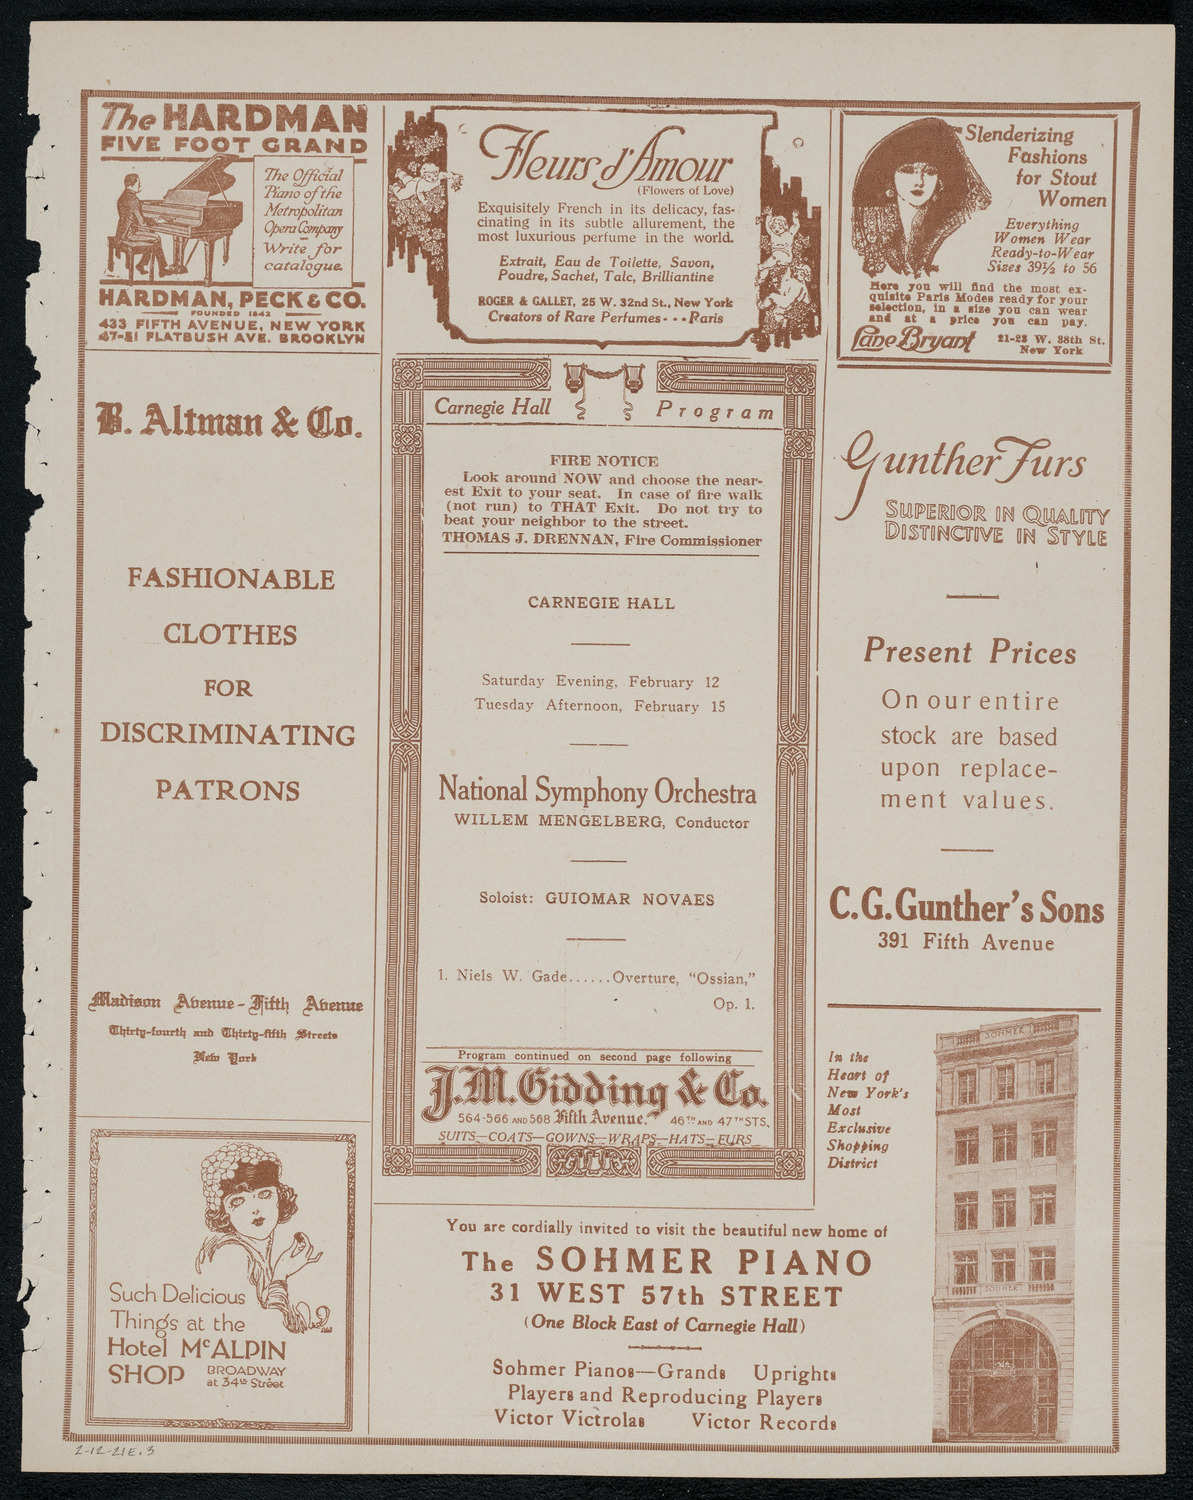 The HARDMAN
FIVE FOOT GRAND
The Official
Piano of the
Metropolitan
Opera Company
Write for
catalogue.
HARDMAN, PECK & CO.
FOUNDED 1842
433 FIFTH AVENUE, NEW YORK
47-51 FLATBUSH AVE. BROOKLYN
Fleurs d'Amour
(Flowers of Love)
Exquisitely French in its delicacy, fas-
cinating in its subtle allurement, the
most luxurious perfume in the world.
Extrait, Eau de Toilette, Savon,
Poudre, Sachet, Talc, Brilliantine
ROGER & GALLET, 25 W. 32nd St., New York
Creators of Rare Perfumes - - - Paris
Slenderizing
Fashions
for Stout
Women
Everything
Women Wear
Ready-to-Wear
Sizes 39½ to 56
Here you will find the most ex-
quisite Paris Modes ready for your
selection, in a size you can wear
and at a price you can pay.
Lane Bryant
21-23 W. 38th St.
New York
B. Altman & Co.
FASHIONABLE
CLOTHES
FOR
DISCRIMINATING
PATRONS
Madison Avenue - Fifth Avenue
Thirty-fourth and Thirty-fifth Streets
New York
Such Delicious
Things at the
Hotel McALPIN
SHOP BROADWAY
at 34th Street
Carnegie Hall Program
FIRE NOTICE
Look around NOW and choose the near-
est Exit to your seat. In case of fire walk
(not run) to THAT Exit. Do not try to
beat your neighbor to the street.
THOMAS J. DRENNAN, Fire Commissioner
CARNEGIE HALL
Saturday Evening, February 12
Tuesday Afternoon, February 15
National Symphony Orchestra
WILLEM MENGELBERG, Conductor
Soloist: GUIOMAR NOVAES
1. Niels W. Gade......Overture, “Ossian,”
Op. 1.
Program continued on second page following
J.M. Gidding & Co.
564-566 AND 568 Fifth Avenue. 46TH AND 47TH STS.
SUITS—COATS—GOWNS—WRAPS—HATS—FURS
Gunther Furs
SUPERIOR IN QUALITY
DISTINCTIVE IN STYLE
Present Prices
On our entire
stock are based
upon replace-
ment values.
C.G. Gunther's Sons
391 Fifth Avenue
In the
Heart of
New York's
Most
Exclusive
Shopping
District
SOHMER
SOHMER
You are cordially invited to visit the beautiful new home of
The SOHMER PIANO
31 WEST 57th STREET
(One Block East of Carnegie Hall)
Sohmer Pianos—Grands Uprights
Players and Reproducing Players
Victor Victrolas Victor Records
2-12-21E.3